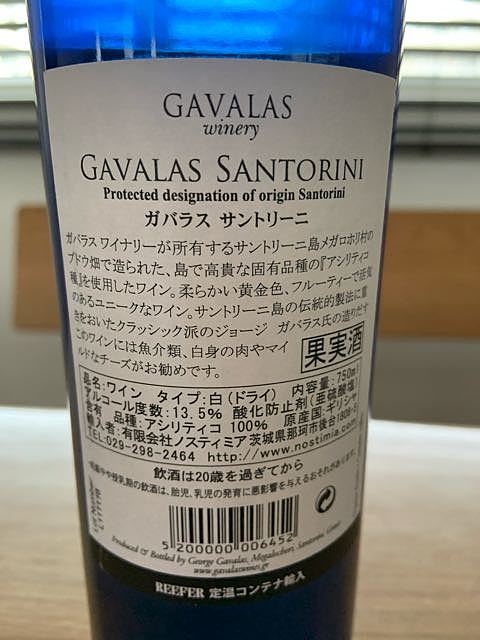 GAVALAS
winery
GAVALAS SANTORINI
Protected designation of origin Santorini
ガバラス サントリーニ
ガバラス ワイナリーが所有するサントリーニ島メガロホリ村の
ブドウ畑で造られた、島で高貴な固有品種の『アシリティコ
種』を使用したワイン。柔らかい黄金色、フルーティーで活気
のあるユニークなワイン。サントリーニ島の伝統的製法に重
きをおいたクラッシック派のジョージ ガバラス氏の造りだす
このワインには魚介類、白身の肉やマイ
ルドなチーズがお勧めです。
果実酒
品名:ワイン タイプ:白(ドライ) 内容量:750ml
アルコール度数:13.5% 酸化防止剤(亜硫酸塩)
含有 品種:アシリティコ 100% 原産国:ギリシャ
輸入者:有限会社ノスティミア茨城県那珂市後台1808-5
TEL:029-298-2464 http://www.nostimia.com
飲酒は20歳を過ぎてから
妊娠中や授乳期の飲酒は、胎児、乳児の発育に悪影響を与えるおそれがあります。
5 200000 006452
Produced & Bottled by George Gavalas, Megalochori, Santorini, Greece
www.gavalaswines.gr
REEFER 定温コンテナ輸入